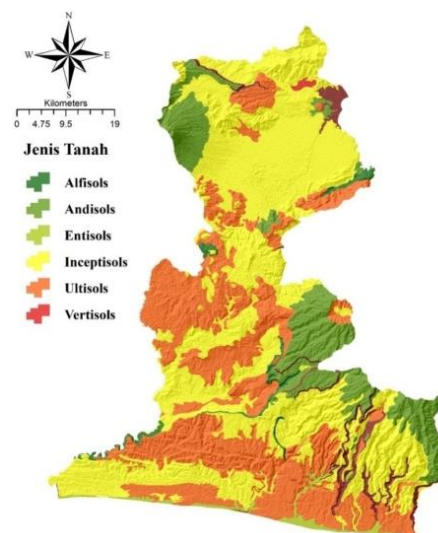 N
W E
S
Kilometers
0 4.75 9.5 19
Jenis Tanah
Alfisols
Andisols
Entisols
Inceptisols
Ultisols
Vertisols